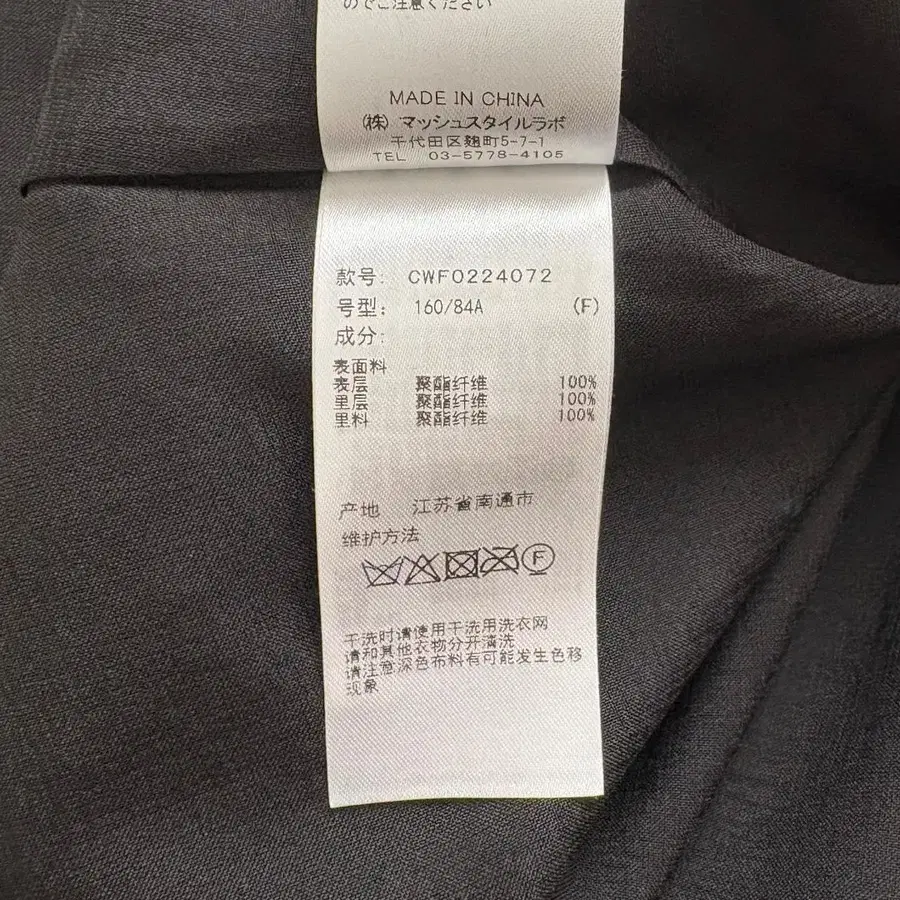 のでご注意ください
MADE IN CHINA
(株) マッシュスタイルラボ
千代田区麹町5-7-1
TEL 03-5778-4105
款号: CWF0224072
号型: 160/84A (F)
成分:
表面料
表层 聚酯纤维 100%
里层 聚酯纤维 100%
里料 聚酯纤维 100%
产地 江苏省南通市
维护方法
F
干洗时请使用干洗用洗衣网
请和其他衣物分开清洗
请注意深色布料有可能发生色移
现象